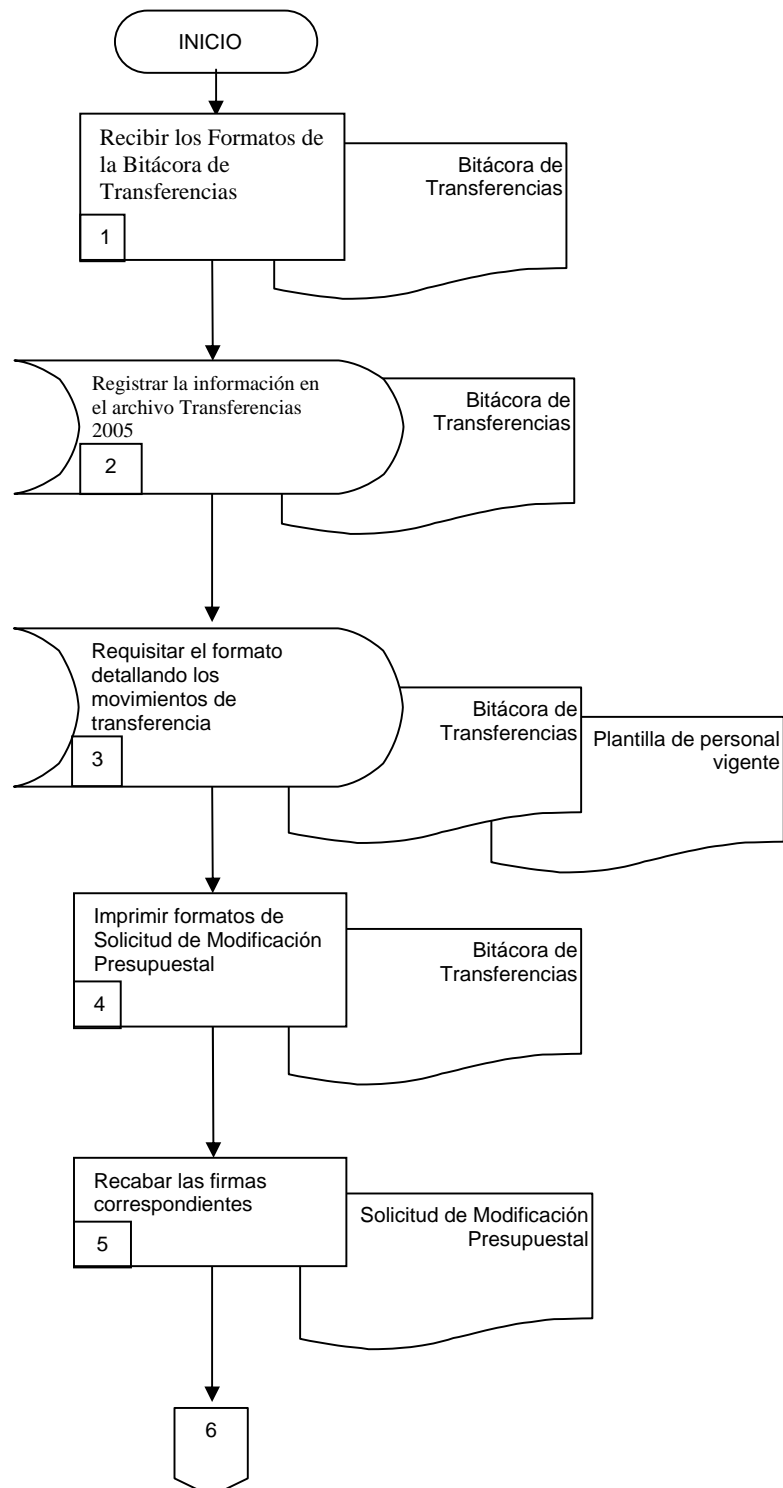 INICIO
Recibir los Formatos de
la Bitácora de
Transferencias
1
Bitácora de
Transferencias
Registrar la información en
el archivo Transferencias
2005
2
Bitácora de
Transferencias
Requisitar el formato
detallando los
movimientos de
transferencia
3
Bitácora de
Transferencias
Plantilla de personal
vigente
Imprimir formatos de
Solicitud de Modificación
Presupuestal
4
Bitácora de
Transferencias
Recabar las firmas
correspondientes
5
Solicitud de Modificación
Presupuestal
6